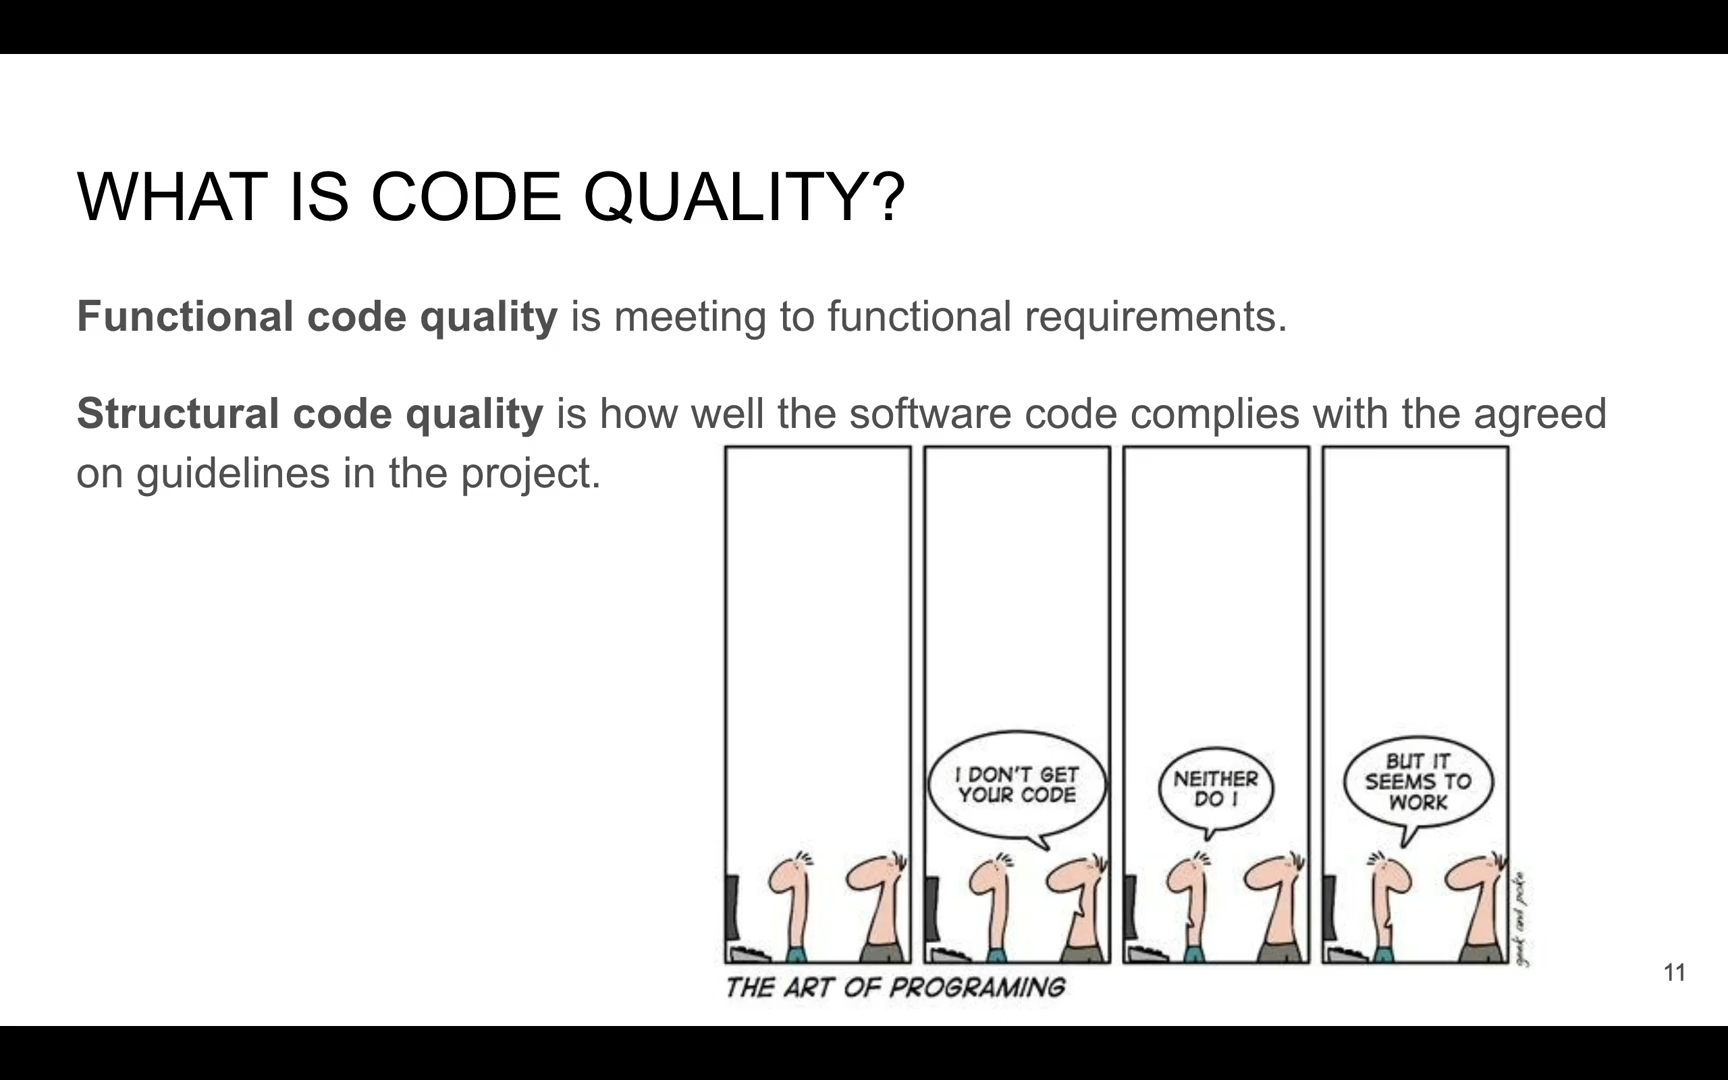 WHAT IS CODE QUALITY?
Functional code quality is meeting to functional requirements.
Structural code quality is how well the software code complies with the agreed
on guidelines in the project.
I DON'T GET
YOUR CODE
NEITHER
DO I
BUT IT
SEEMS TO
WORK
geek and poke
THE ART OF PROGRAMING
11